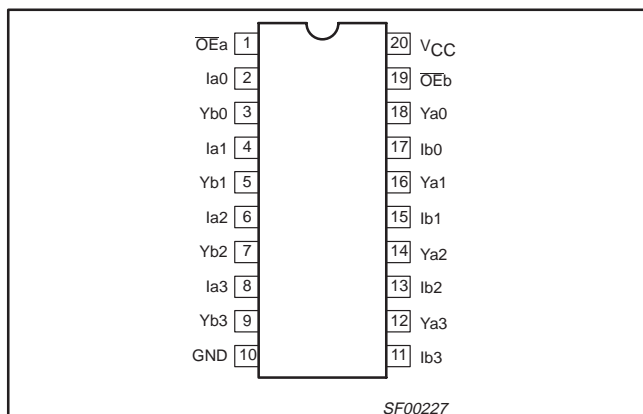 O̅E̅a 1 20 VCC
Ia0 2 19 O̅E̅b
Yb0 3 18 Ya0
Ia1 4 17 Ib0
Yb1 5 16 Ya1
Ia2 6 15 Ib1
Yb2 7 14 Ya2
Ia3 8 13 Ib2
Yb3 9 12 Ya3
GND 10 11 Ib3
SF00227